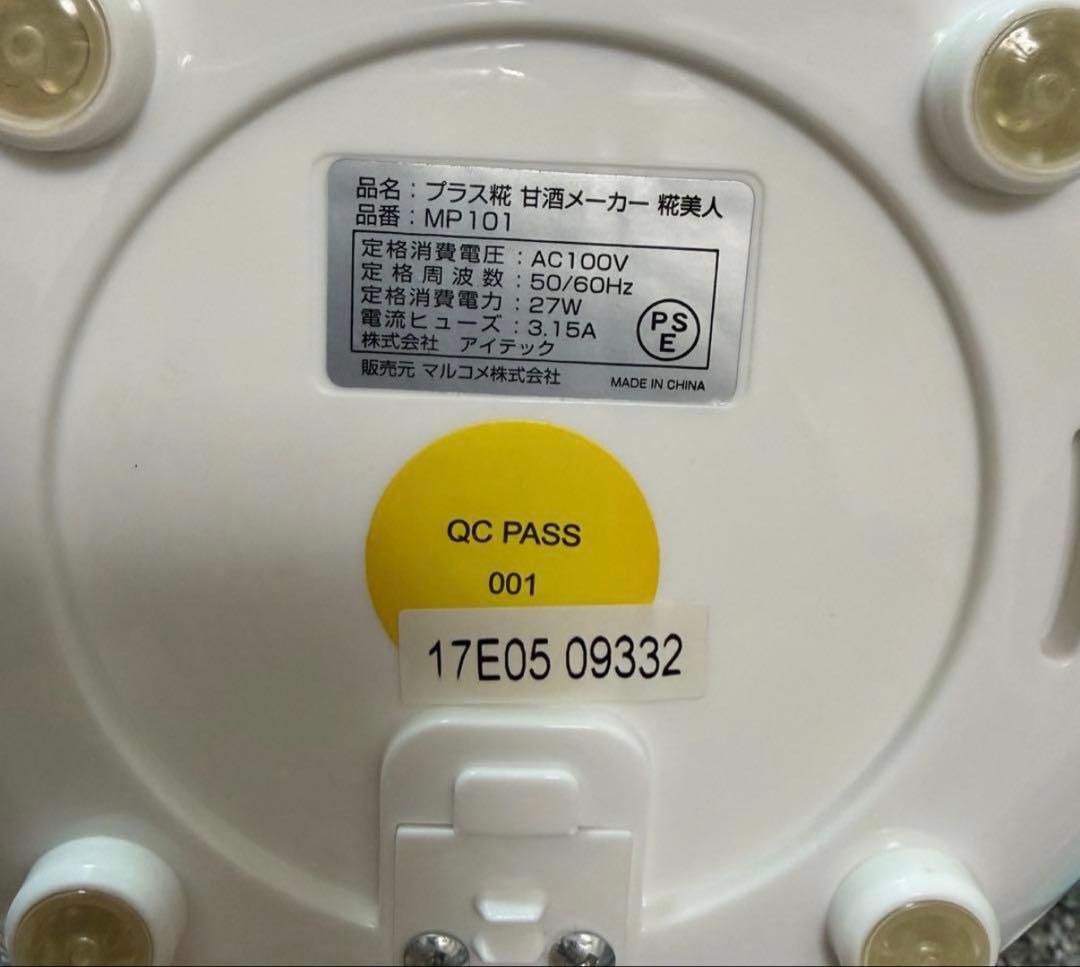 品名：プラス糀 甘酒メーカー 糀美人
品番：MP101
定格消費電圧：AC100V
定格周波数：50/60Hz
定格消費電力：27W
電流ヒューズ：3.15A
株式会社 アイテック
PS
E
販売元 マルコメ株式会社 MADE IN CHINA
QC PASS
001
17E05 09332